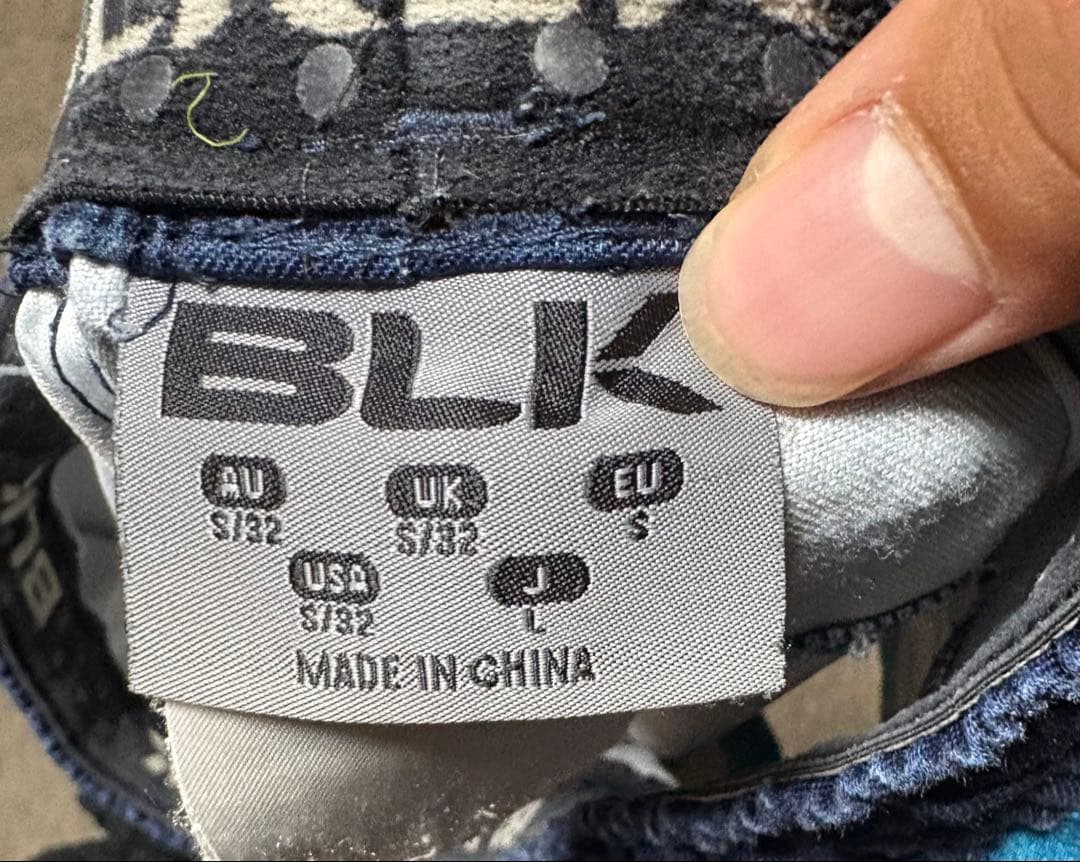 BLK
AU UK EU
S/32 S/32 S
USA J
S/32 L
MADE IN CHINA